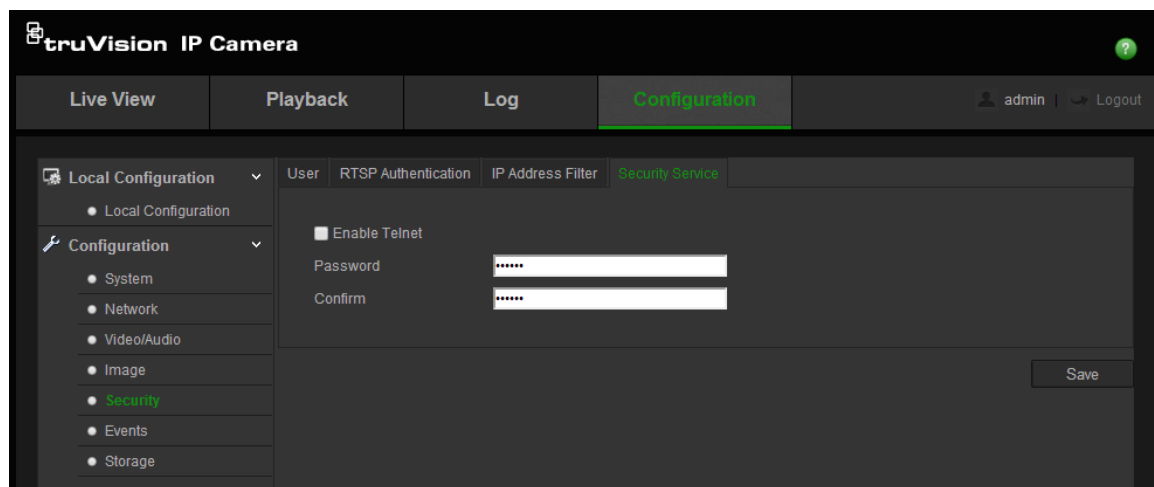 truVision IP Camera
?
Live View
Playback
Log
Configuration
admin | Logout
Local Configuration
Local Configuration
Configuration
System
Network
Video/Audio
Image
Security
Events
Storage
User
RTSP Authentication
IP Address Filter
Security Service
Enable Telnet
Password ••••••
Confirm ••••••
Save